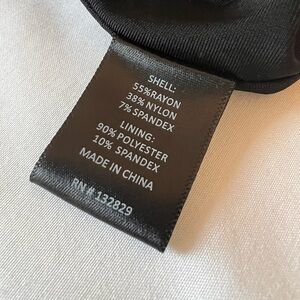 SHELL:
55%RAYON
38% NYLON
7% SPANDEX
LINING:
90% POLYESTER
10% SPANDEX
MADE IN CHINA
RN # 132829